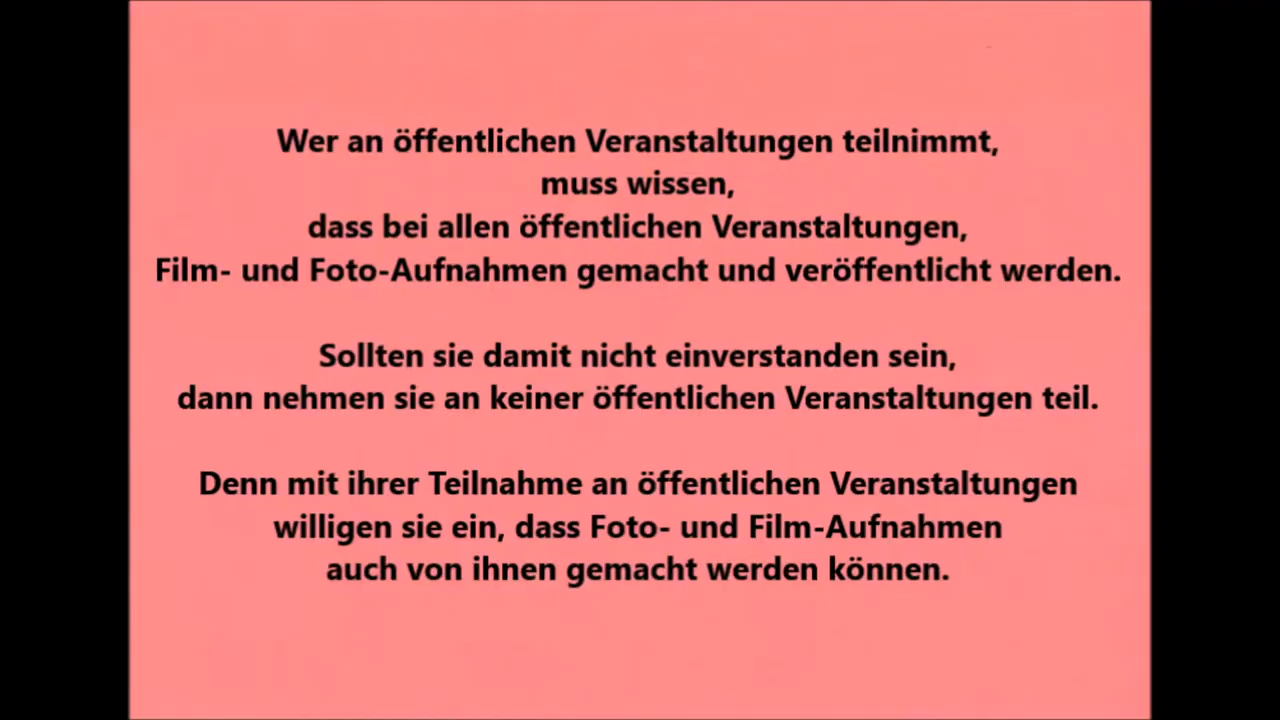 Wer an öffentlichen Veranstaltungen teilnimmt,
muss wissen,
dass bei allen öffentlichen Veranstaltungen,
Film- und Foto-Aufnahmen gemacht und veröffentlicht werden.
Sollten sie damit nicht einverstanden sein,
dann nehmen sie an keiner öffentlichen Veranstaltungen teil.
Denn mit ihrer Teilnahme an öffentlichen Veranstaltungen
willigen sie ein, dass Foto- und Film-Aufnahmen
auch von ihnen gemacht werden können.